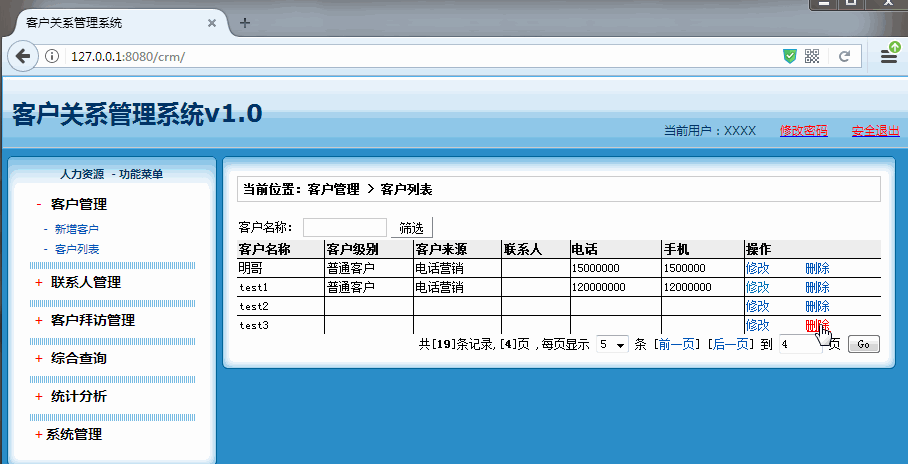 客户关系管理系统
127.0.0.1:8080/crm/
客户关系管理系统v1.0
当前用户：XXXX 修改密码 安全退出
人力资源 - 功能菜单
- 客户管理
- 新增客户
- 客户列表
+ 联系人管理
+ 客户拜访管理
+ 综合查询
+ 统计分析
+ 系统管理
当前位置：客户管理 > 客户列表
客户名称： 筛选
客户名称 客户级别 客户来源 联系人 电话 手机 操作
明哥 普通客户 电话营销 15000000 1500000 修改 删除
test1 普通客户 电话营销 120000000 12000000 修改 删除
test2 修改 删除
test3 修改 删除
共[19]条记录,[4]页 ,每页显示 5 条 [前一页] [后一页] 到 4 页 Go